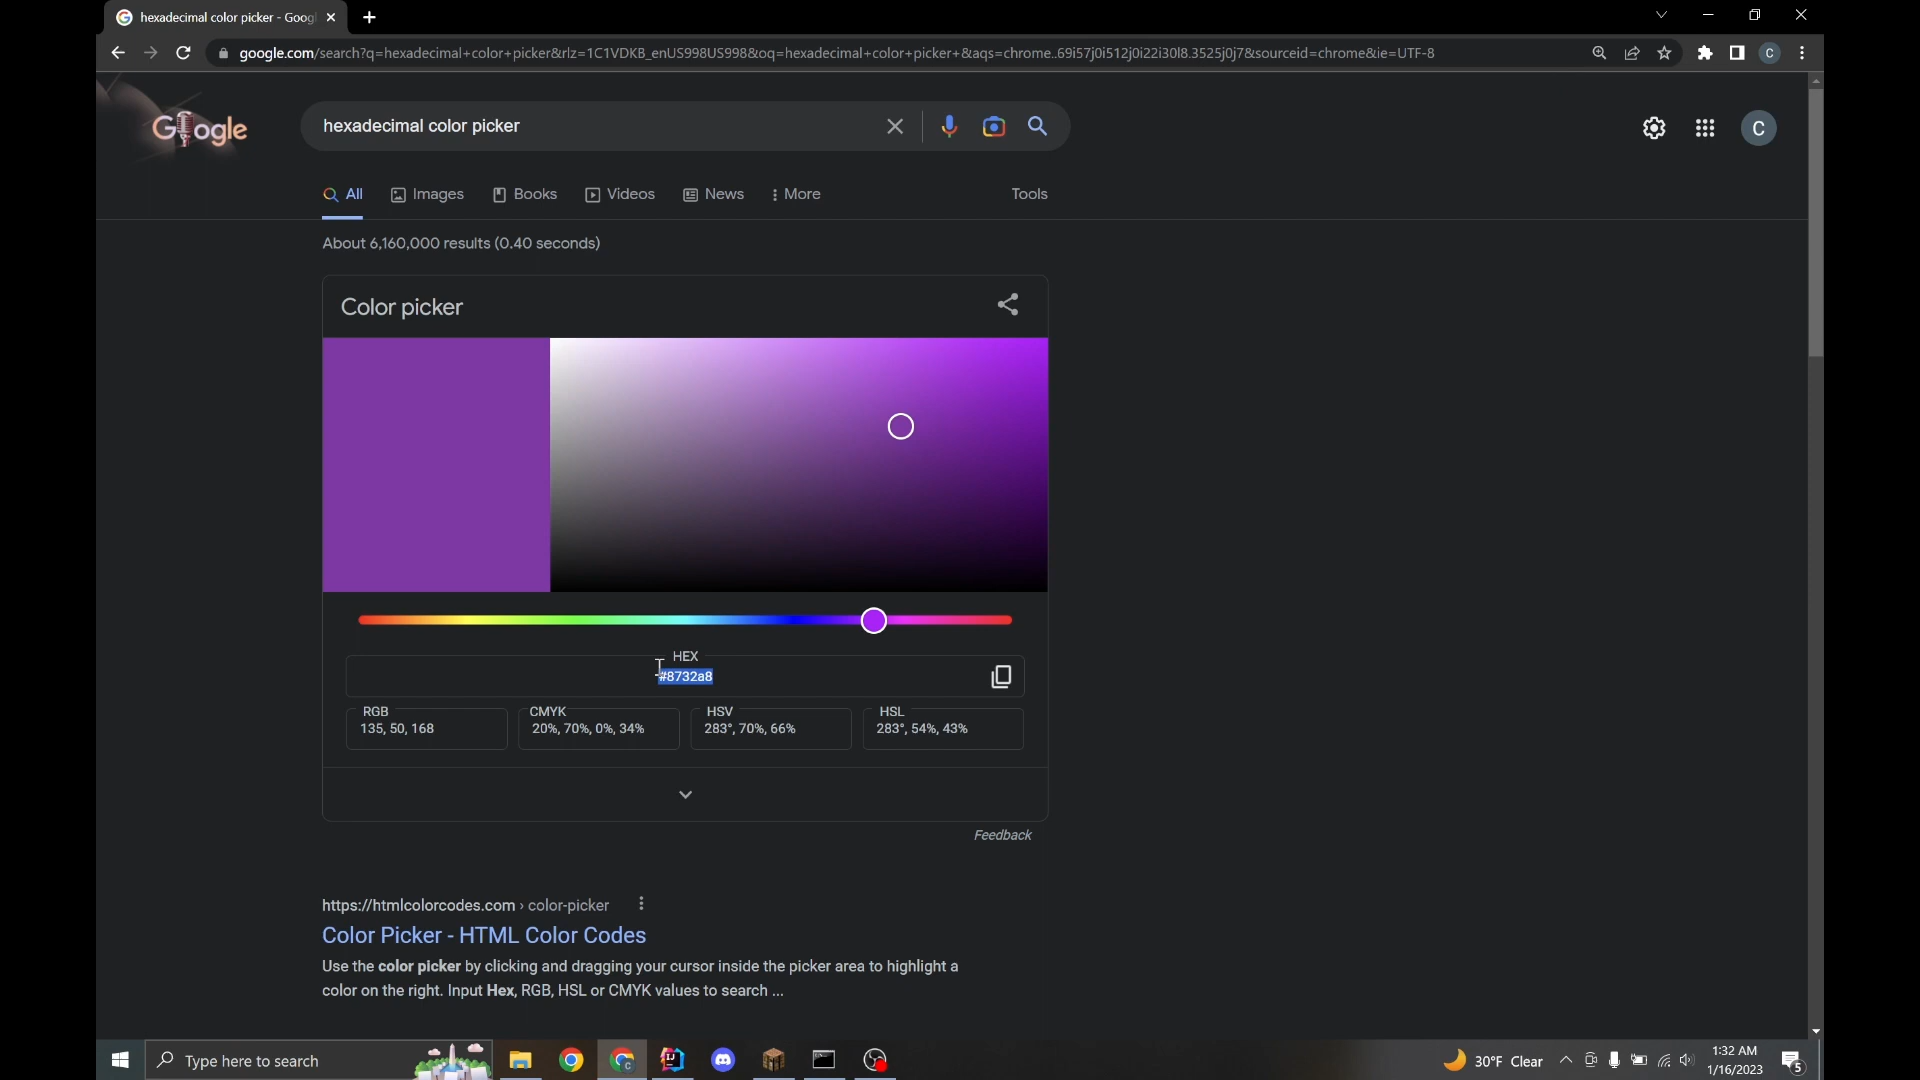 hexadecimal color picker - Goog
google.com/search?q=hexadecimal+color+picker&rlz=1C1VDKB_enUS998US998&oq=hexadecimal+color+picker+&aqs=chrome..69i57j0i512j0i22i30l8.3525j0j7&sourceid=chrome&ie=UTF-8
C
Google
hexadecimal color picker
C
All
Images
Books
Videos
News
More
Tools
About 6,160,000 results (0.40 seconds)
Color picker
HEX
#8732a8
RGB
135, 50, 168
CMYK
20%, 70%, 0%, 34%
HSV
283°, 70%, 66%
HSL
283°, 54%, 43%
Feedback
https://htmlcolorcodes.com › color-picker
Color Picker - HTML Color Codes
Use the color picker by clicking and dragging your cursor inside the picker area to highlight a
color on the right. Input Hex, RGB, HSL or CMYK values to search ...
Type here to search
30°F Clear
1:32 AM
1/16/2023
5